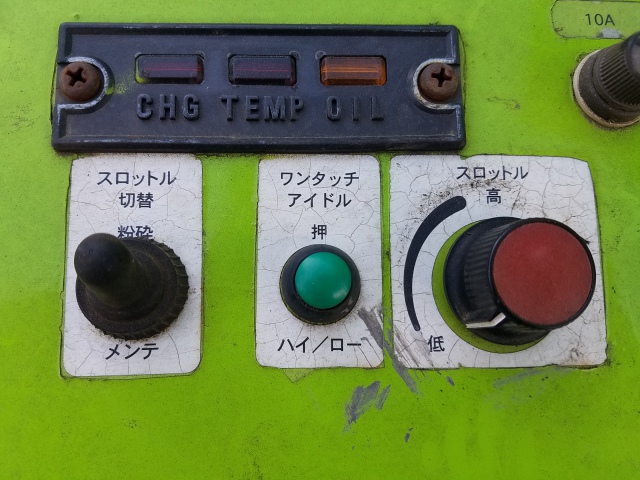 10A
CHG TEMP OIL
スロットル
切替
粉砕
メンテ
ワンタッチ
アイドル
押
ハイ/ロー
スロットル
高
低